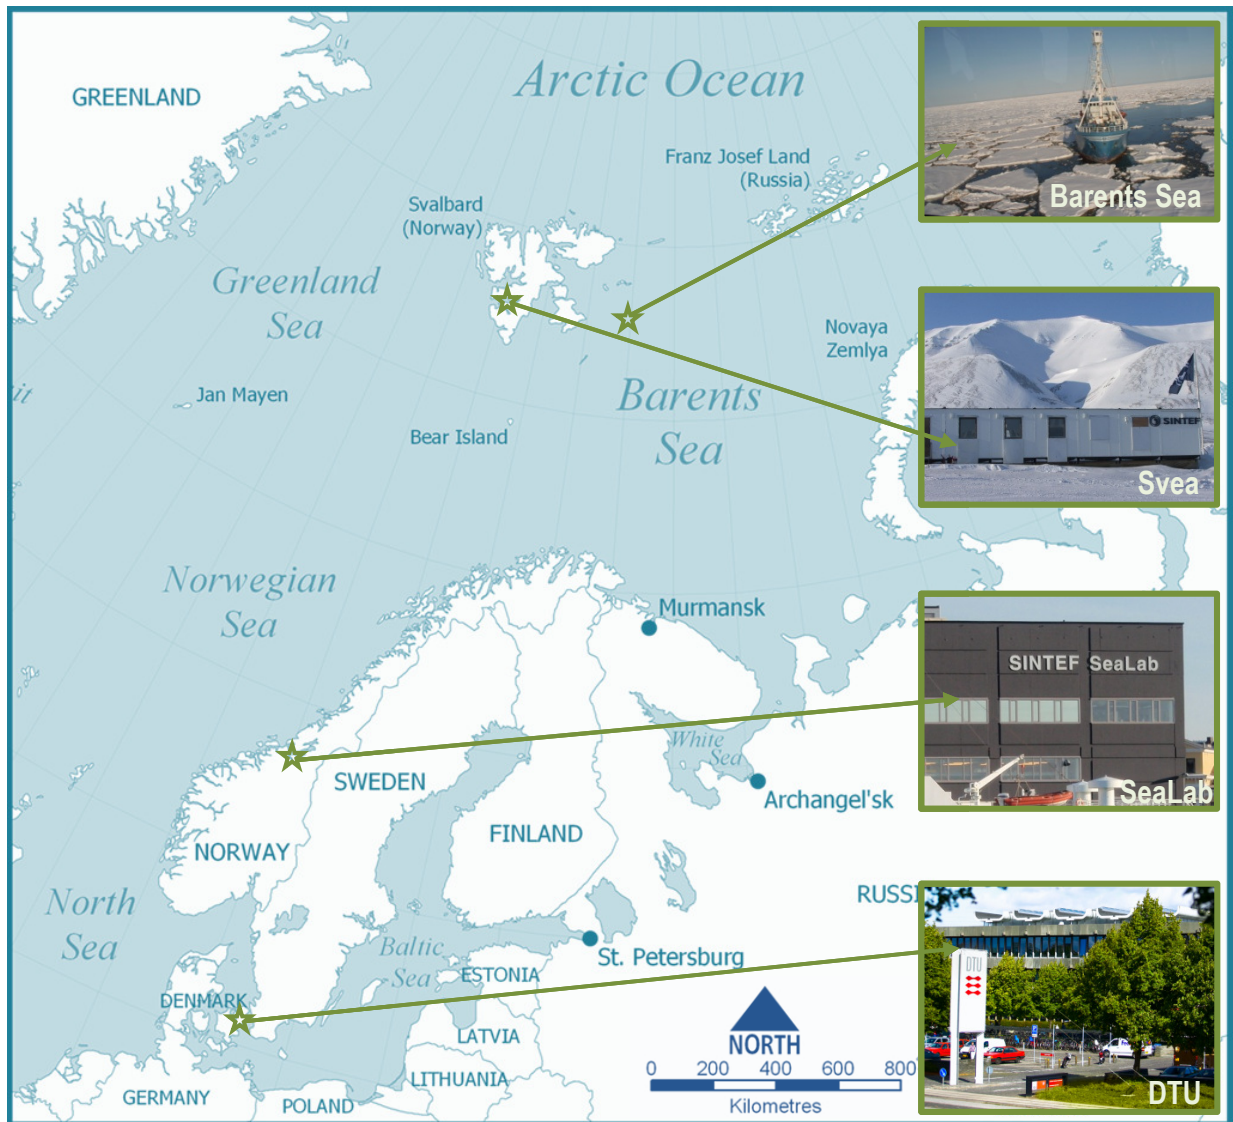 GREENLAND
Arctic Ocean
Franz Josef Land
(Russia)
Barents Sea
Svalbard
(Norway)
Greenland
Sea
Novaya
Zemlya
SINTEF
Svea
Jan Mayen
Barents
Sea
Bear Island
Norwegian
Sea
Murmansk
SINTEF SeaLab
SeaLab
White
Sea
SWEDEN
Archangel'sk
FINLAND
NORWAY
RUSSI
North
Sea
Baltic
Sea
St. Petersburg
ESTONIA
DTU
DENMARK
LATVIA
NORTH
LITHUANIA
0 200 400 600 800
Kilometres
GERMANY
POLAND
DTU